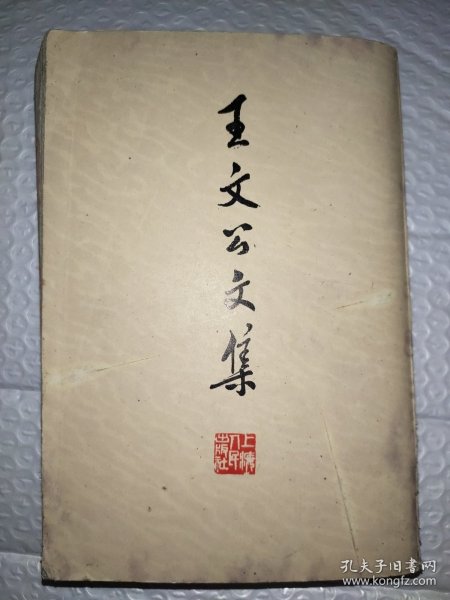 王文公文集
上海
人民
出版社
孔夫子旧书网
www.kongfz.com